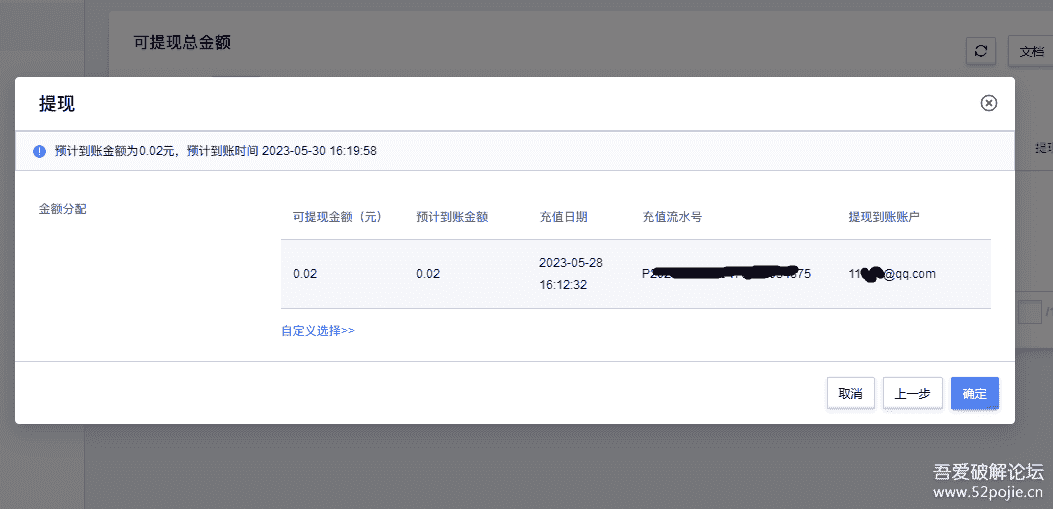 可提现总金额
文档
提现
预计到账金额为0.02元，预计到账时间 2023-05-30 16:19:58
金额分配
可提现金额（元） 预计到账金额 充值日期 充值流水号 提现到账账户
0.02 0.02 2023-05-28 16:12:32 @qq.com
自定义选择>>
取消 上一步 确定
吾爱破解论坛
www.52pojie.cn